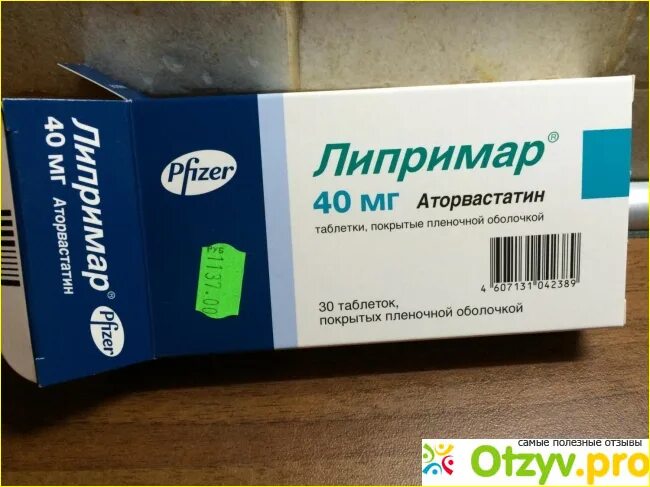 Липримар®
40 мг Аторвастатин
Pfizer
Pfizer
РУБ
1137.00
Липримар®
40 мг Аторвастатин
таблетки, покрытые пленочной оболочкой
4 607131 042389
30 таблеток,
покрытых пленочной оболочкой
самые полезные отзывы
Otzyv.pro